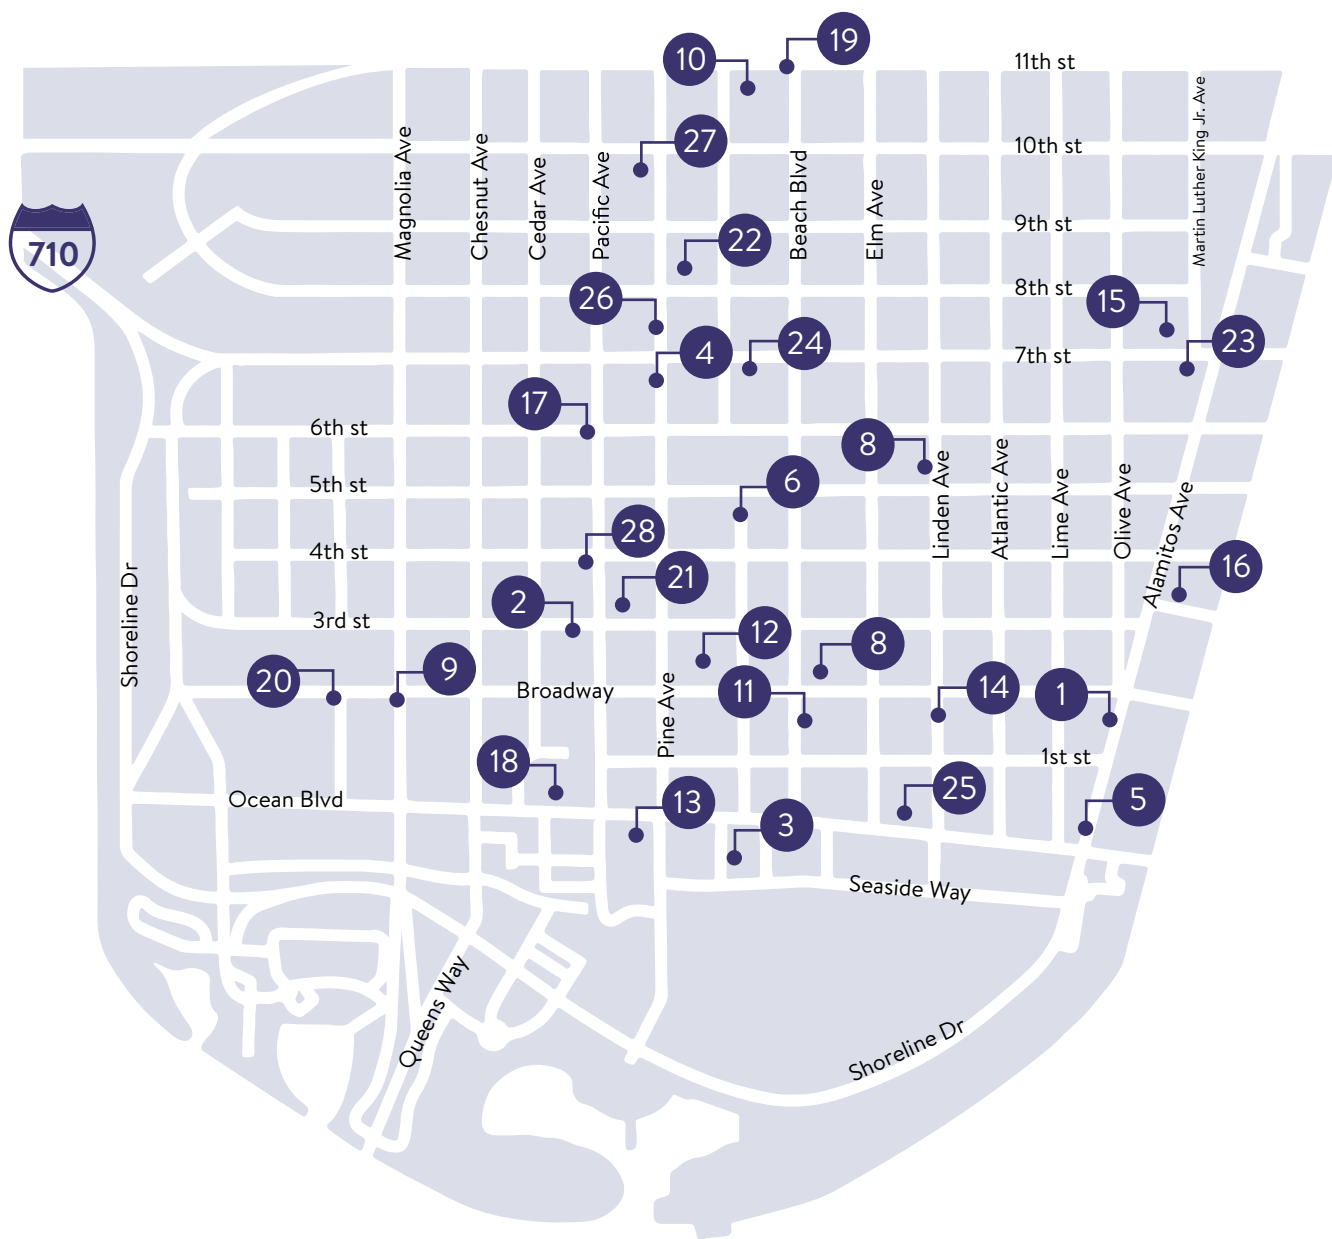 19
10
11th st
27
10th st
Magnolia Ave
Chesnut Ave
Cedar Ave
Pacific Ave
Beach Blvd
Elm Ave
Martin Luther King Jr. Ave
9th st
710
22
26
8th st
15
4
24
7th st
23
17
6th st
8
5th st
6
Linden Ave
Atlantic Ave
Lime Ave
Olive Ave
Alamitos Ave
28
4th st
21
16
2
Shoreline Dr
3rd st
12
8
20
9
Broadway
Pine Ave
11
14
1
18
1st st
Ocean Blvd
13
25
5
3
Seaside Way
Queens Way
Shoreline Dr